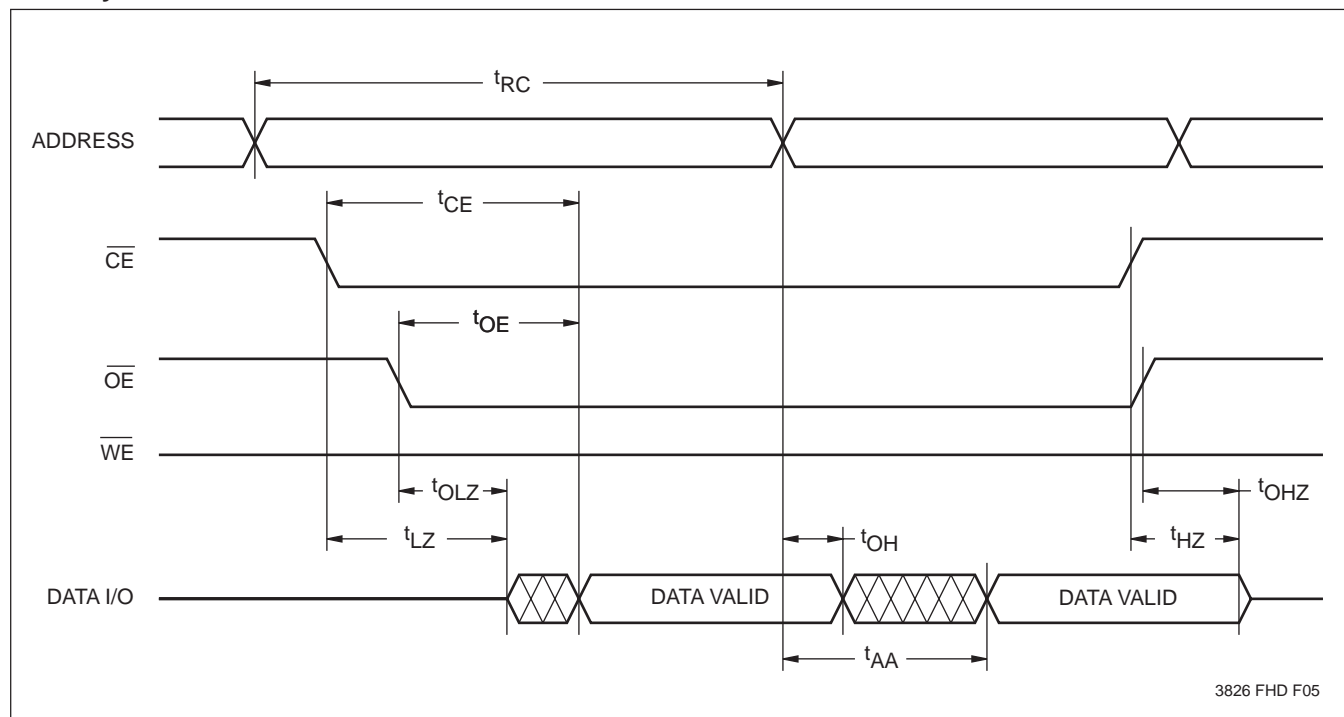 tRC
ADDRESS
tCE
CE
tOE
OE
WE
tOLZ
tOHZ
tLZ
tOH
tHZ
DATA I/O
DATA VALID
DATA VALID
tAA
3826 FHD F05